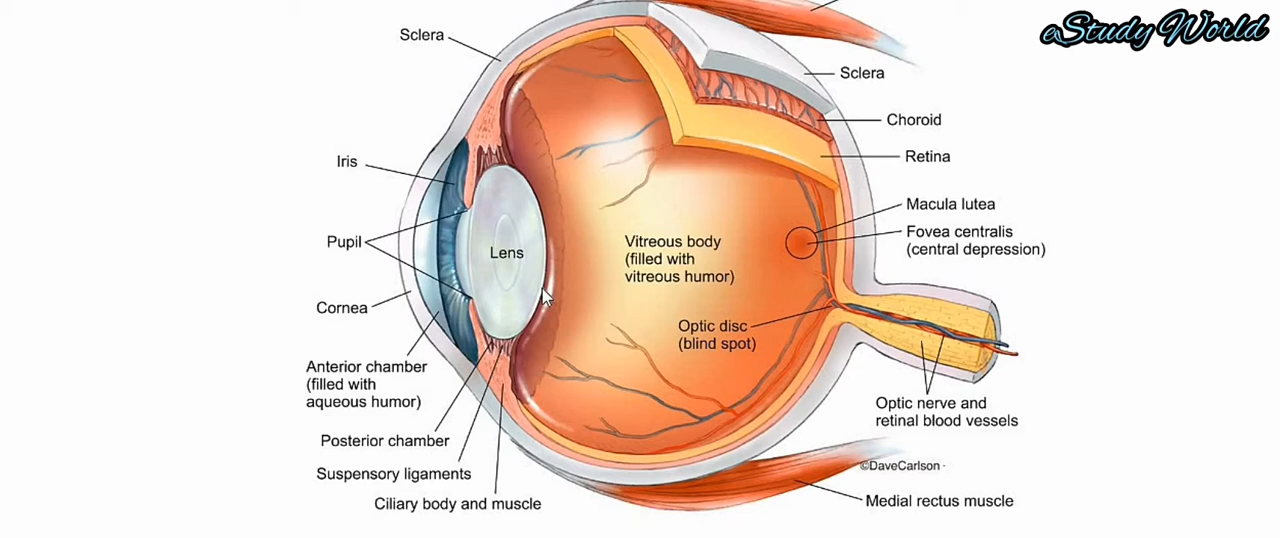 eStudy World
Sclera
Sclera
Choroid
Retina
Iris
Macula lutea
Fovea centralis
(central depression)
Pupil
Lens
Vitreous body
(filled with
vitreous humor)
Cornea
Optic disc
(blind spot)
Anterior chamber
(filled with
aqueous humor)
Optic nerve and
retinal blood vessels
Posterior chamber
Suspensory ligaments
©DaveCarlson
Ciliary body and muscle
Medial rectus muscle